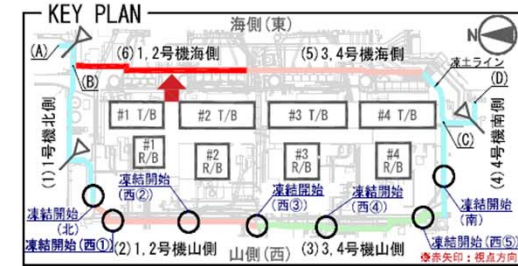 KEY PLAN
海側(東)
N
(A)
(B)
(6)1,2号機海側
(5)3,4号機海側
凍土ライン
(D)
(C)
(1)1号機北側
(4)4号機南側
#1 T/B
#2 T/B
#3 T/B
#4 T/B
#1
R/B
#2
R/B
#3
R/B
#4
R/B
凍結開始
(西②)
凍結開始
(西③)
凍結開始
(西④)
凍結開始
(南)
凍結開始
(北)
凍結開始(西①)
(2)1,2号機山側
山側(西)
(3)3,4号機山側
凍結開始(西⑤)
※赤矢印:視点方向